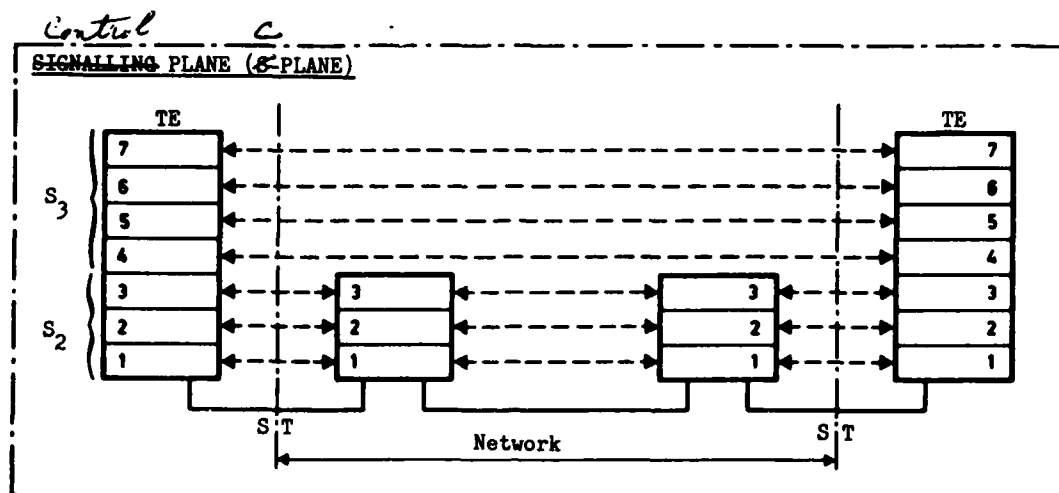 Control C
SIGNALLING PLANE (S-PLANE)
TE TE
7 7
6 6
S3
5 5
4 4
3 3 3 3
S2
2 2 2 2
1 1 1 1
S T S T
Network